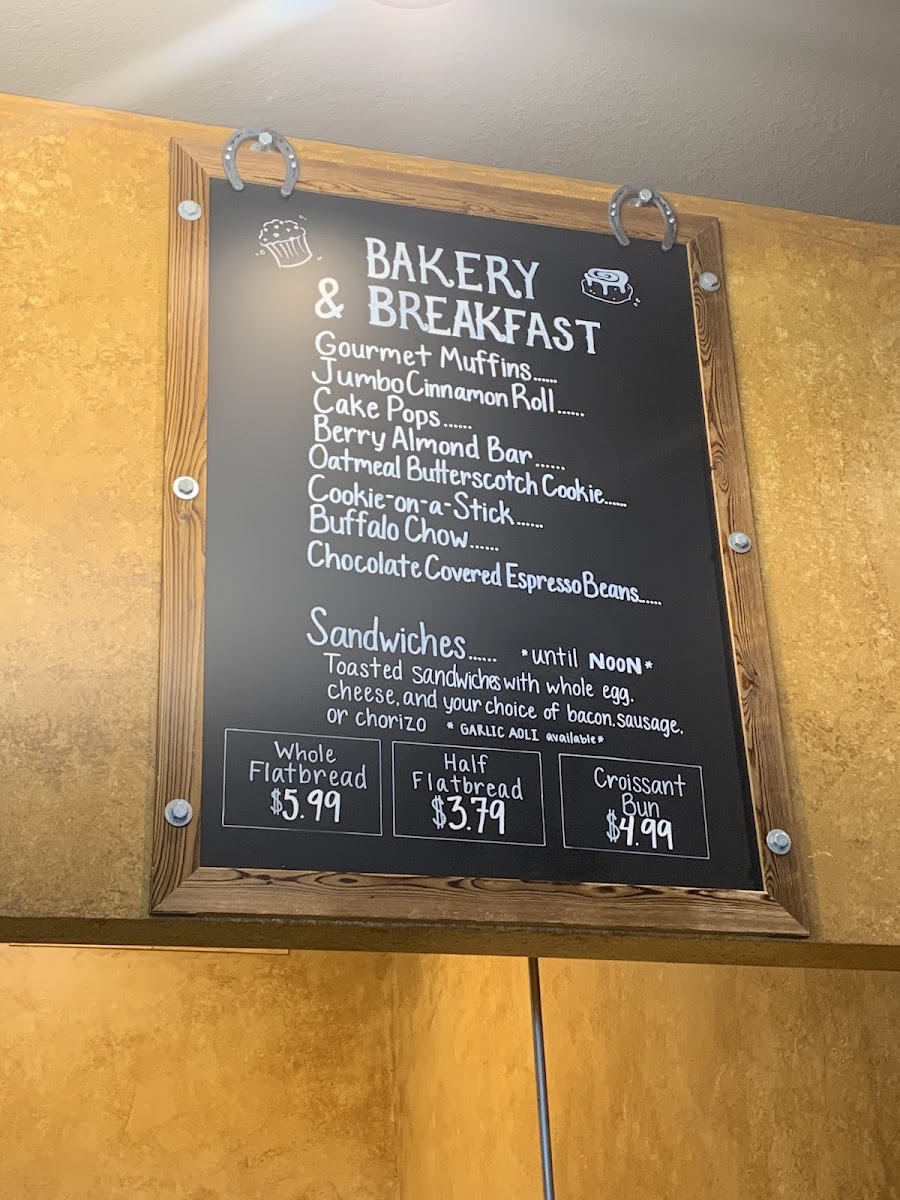 BAKERY
& BREAKFAST
Gourmet Muffins......
Jumbo Cinnamon Roll......
Cake Pops......
Berry Almond Bar......
Oatmeal Butterscotch Cookie......
Cookie-on-a-Stick......
Buffalo Chow......
Chocolate Covered Espresso Beans......
Sandwiches...... *until NOON*
Toasted sandwiches with whole egg.
cheese, and your choice of bacon. sausage,
or chorizo * GARLIC AOLI available*
Whole
Flatbread
$5.99
Half
Flatbread
$3.79
Croissant
Bun
$4.99